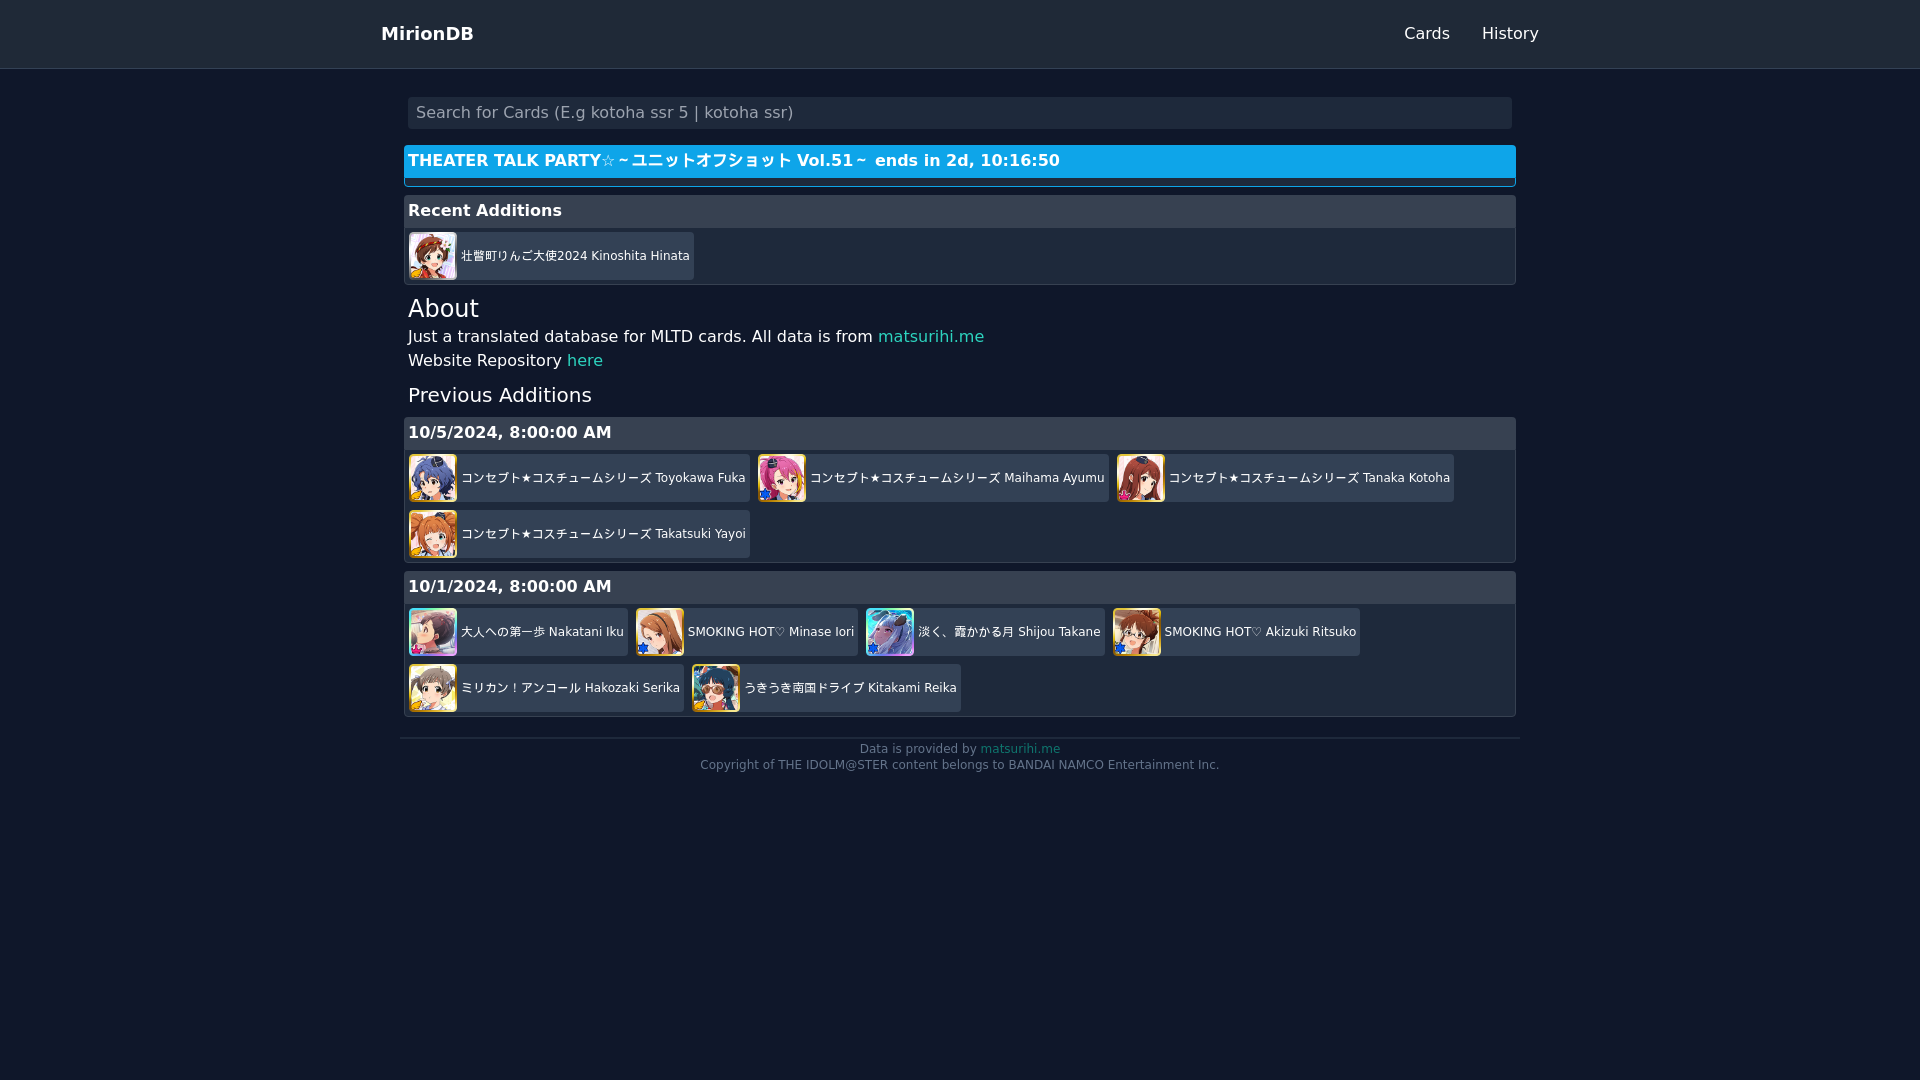 MirionDB
Cards
History
Search for Cards (E.g kotoha ssr 5 | kotoha ssr)
THEATER TALK PARTY☆～ユニットオフショット Vol.51～ ends in 2d, 10:16:50
Recent Additions
壮瞥町りんご大使2024 Kinoshita Hinata
About
Just a translated database for MLTD cards. All data is from matsurihi.me
Website Repository here
Previous Additions
10/5/2024, 8:00:00 AM
コンセプト★コスチュームシリーズ Toyokawa Fuka
コンセプト★コスチュームシリーズ Maihama Ayumu
コンセプト★コスチュームシリーズ Tanaka Kotoha
コンセプト★コスチュームシリーズ Takatsuki Yayoi
10/1/2024, 8:00:00 AM
大人への第一歩 Nakatani Iku
SMOKING HOT♡ Minase Iori
淡く、霞かかる月 Shijou Takane
SMOKING HOT♡ Akizuki Ritsuko
ミリカン！アンコール Hakozaki Serika
うきうき南国ドライブ Kitakami Reika
Data is provided by matsurihi.me
Copyright of THE IDOLM@STER content belongs to BANDAI NAMCO Entertainment Inc.